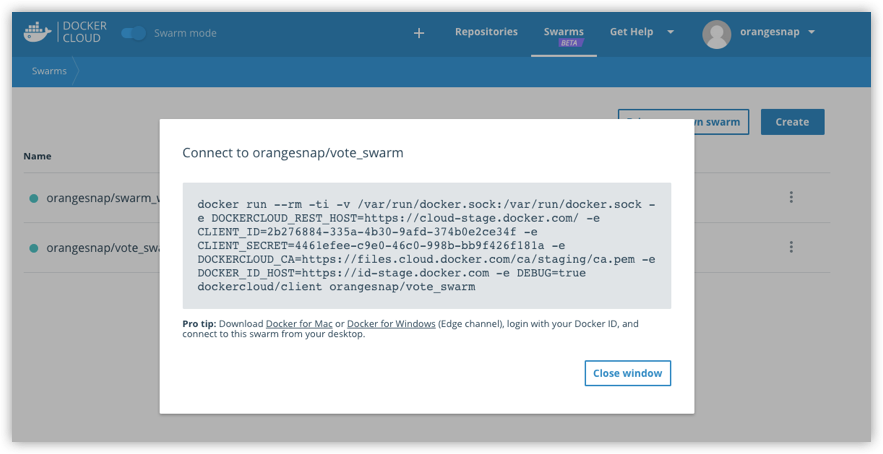 DOCKER
CLOUD
Swarm mode
+
Repositories
Swarms
BETA
Get Help
orangesnap
Swarms
vn swarm
Create
Name
Connect to orangesnap/vote_swarm
orangesnap/swarm_v
orangesnap/vote_swa
docker run --rm -ti -v /var/run/docker.sock:/var/run/docker.sock -
e DOCKERCLOUD_REST_HOST=https://cloud-stage.docker.com/ -e
CLIENT_ID=2b276884-335a-4b30-9afd-374b0e2ce34f -e
CLIENT_SECRET=4461efee-c9e0-46c0-998b-bb9f426f181a -e
DOCKERCLOUD_CA=https://files.cloud.docker.com/ca/staging/ca.pem -e
DOCKER_ID_HOST=https://id-stage.docker.com -e DEBUG=true
dockercloud/client orangesnap/vote_swarm
Pro tip: Download Docker for Mac or Docker for Windows (Edge channel), login with your Docker ID, and
connect to this swarm from your desktop.
Close window